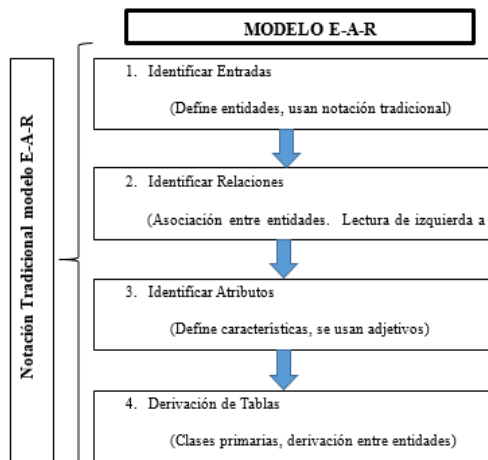 MODELO E-A-R
Notación Tradicional modelo E-A-R
1. Identificar Entradas
(Define entidades, usan notación tradicional)
2. Identificar Relaciones
(Asociación entre entidades. Lectura de izquierda a
3. Identificar Atributos
(Define características, se usan adjetivos)
4. Derivación de Tablas
(Clases primarias, derivación entre entidades)